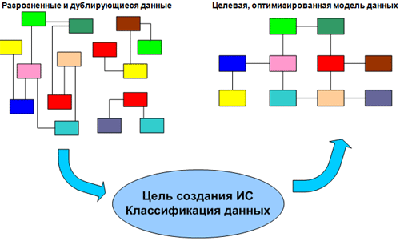 Разрозненные и дублирующиеся данные
Целевая, оптимизированная модель данных
Цель создания ИС
Классификация данных